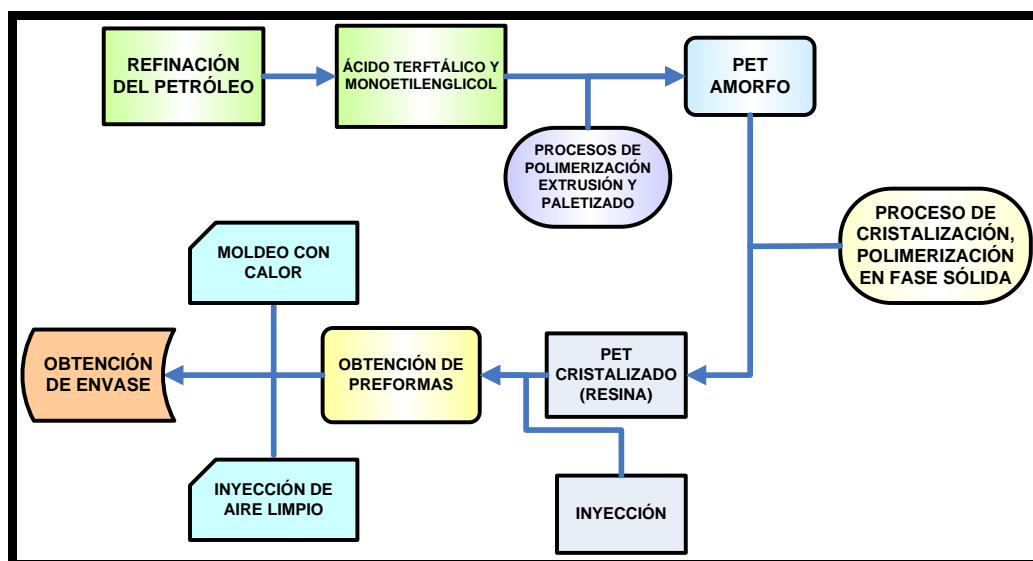 REFINACIÓN
DEL PETRÓLEO
ÁCIDO TERFTÁLICO Y
MONOETILENGLICOL
PET
AMORFO
PROCESOS DE
POLIMERIZACIÓN
EXTRUSIÓN Y
PALETIZADO
PROCESO DE
CRISTALIZACIÓN,
POLIMERIZACIÓN
EN FASE SÓLIDA
MOLDEO CON
CALOR
OBTENCIÓN
DE ENVASE
OBTENCIÓN DE
PREFORMAS
PET
CRISTALIZADO
(RESINA)
INYECCIÓN DE
AIRE LIMPIO
INYECCIÓN